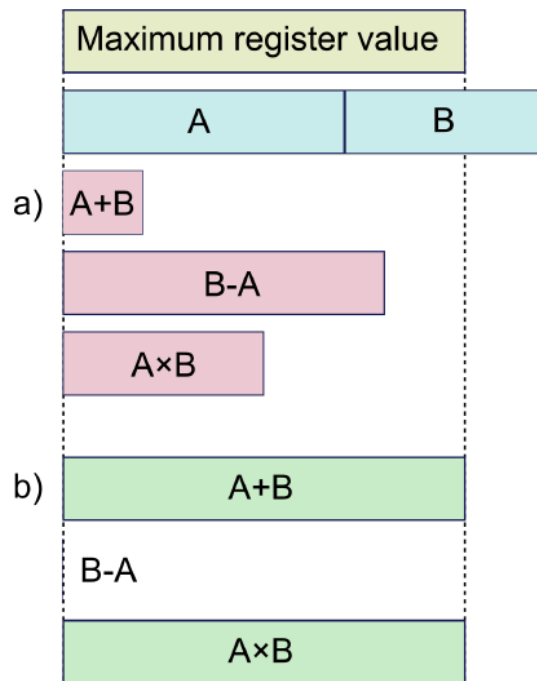 Maximum register value
A B
a)
A+B
B-A
A×B
b)
A+B
B-A
A×B